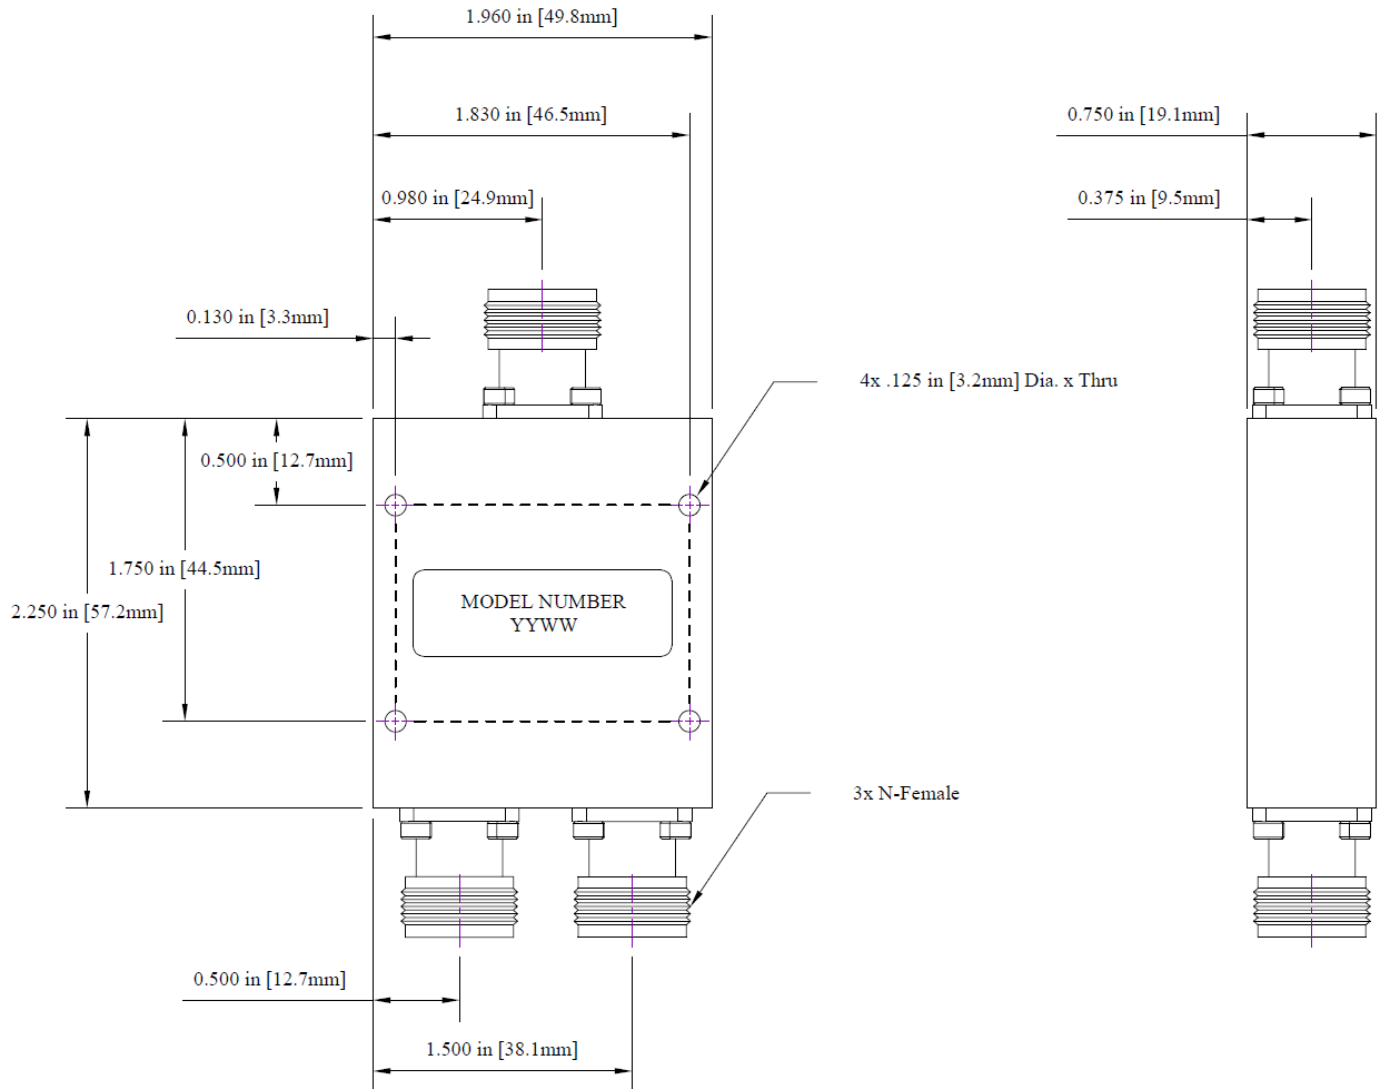 1.960 in [49.8mm]
1.830 in [46.5mm]
0.750 in [19.1mm]
0.980 in [24.9mm]
0.375 in [9.5mm]
0.130 in [3.3mm]
4x .125 in [3.2mm] Dia. x Thru
0.500 in [12.7mm]
1.750 in [44.5mm]
2.250 in [57.2mm]
MODEL NUMBER
YYWW
3x N-Female
0.500 in [12.7mm]
1.500 in [38.1mm]